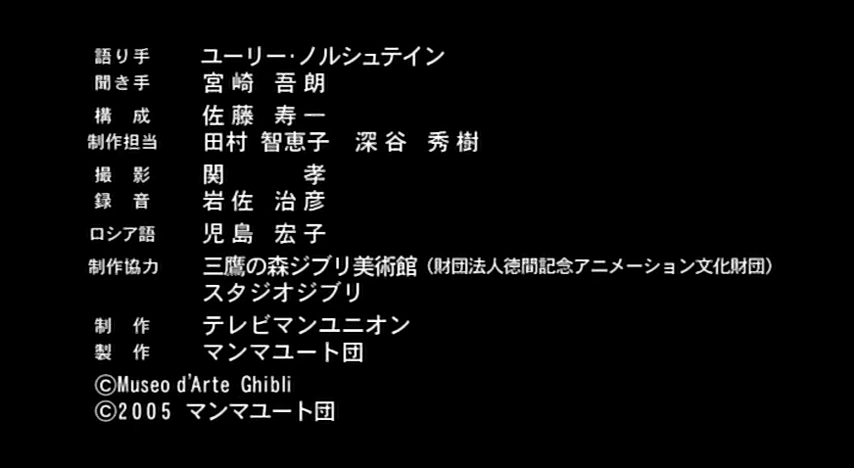 語り手 ユーリー・ノルシュテイン
聞き手 宮崎 吾朗
構 成 佐藤 寿一
制作担当 田村 智恵子 深谷 秀樹
撮 影 関 孝
録 音 岩佐 治彦
ロシア語 児島 宏子
制作協力 三鷹の森ジブリ美術館（財団法人徳間記念アニメーション文化財団）
スタジオジブリ
制 作 テレビマンユニオン
製 作 マンマユート団
©Museo d'Arte Ghibli
©2005 マンマユート団